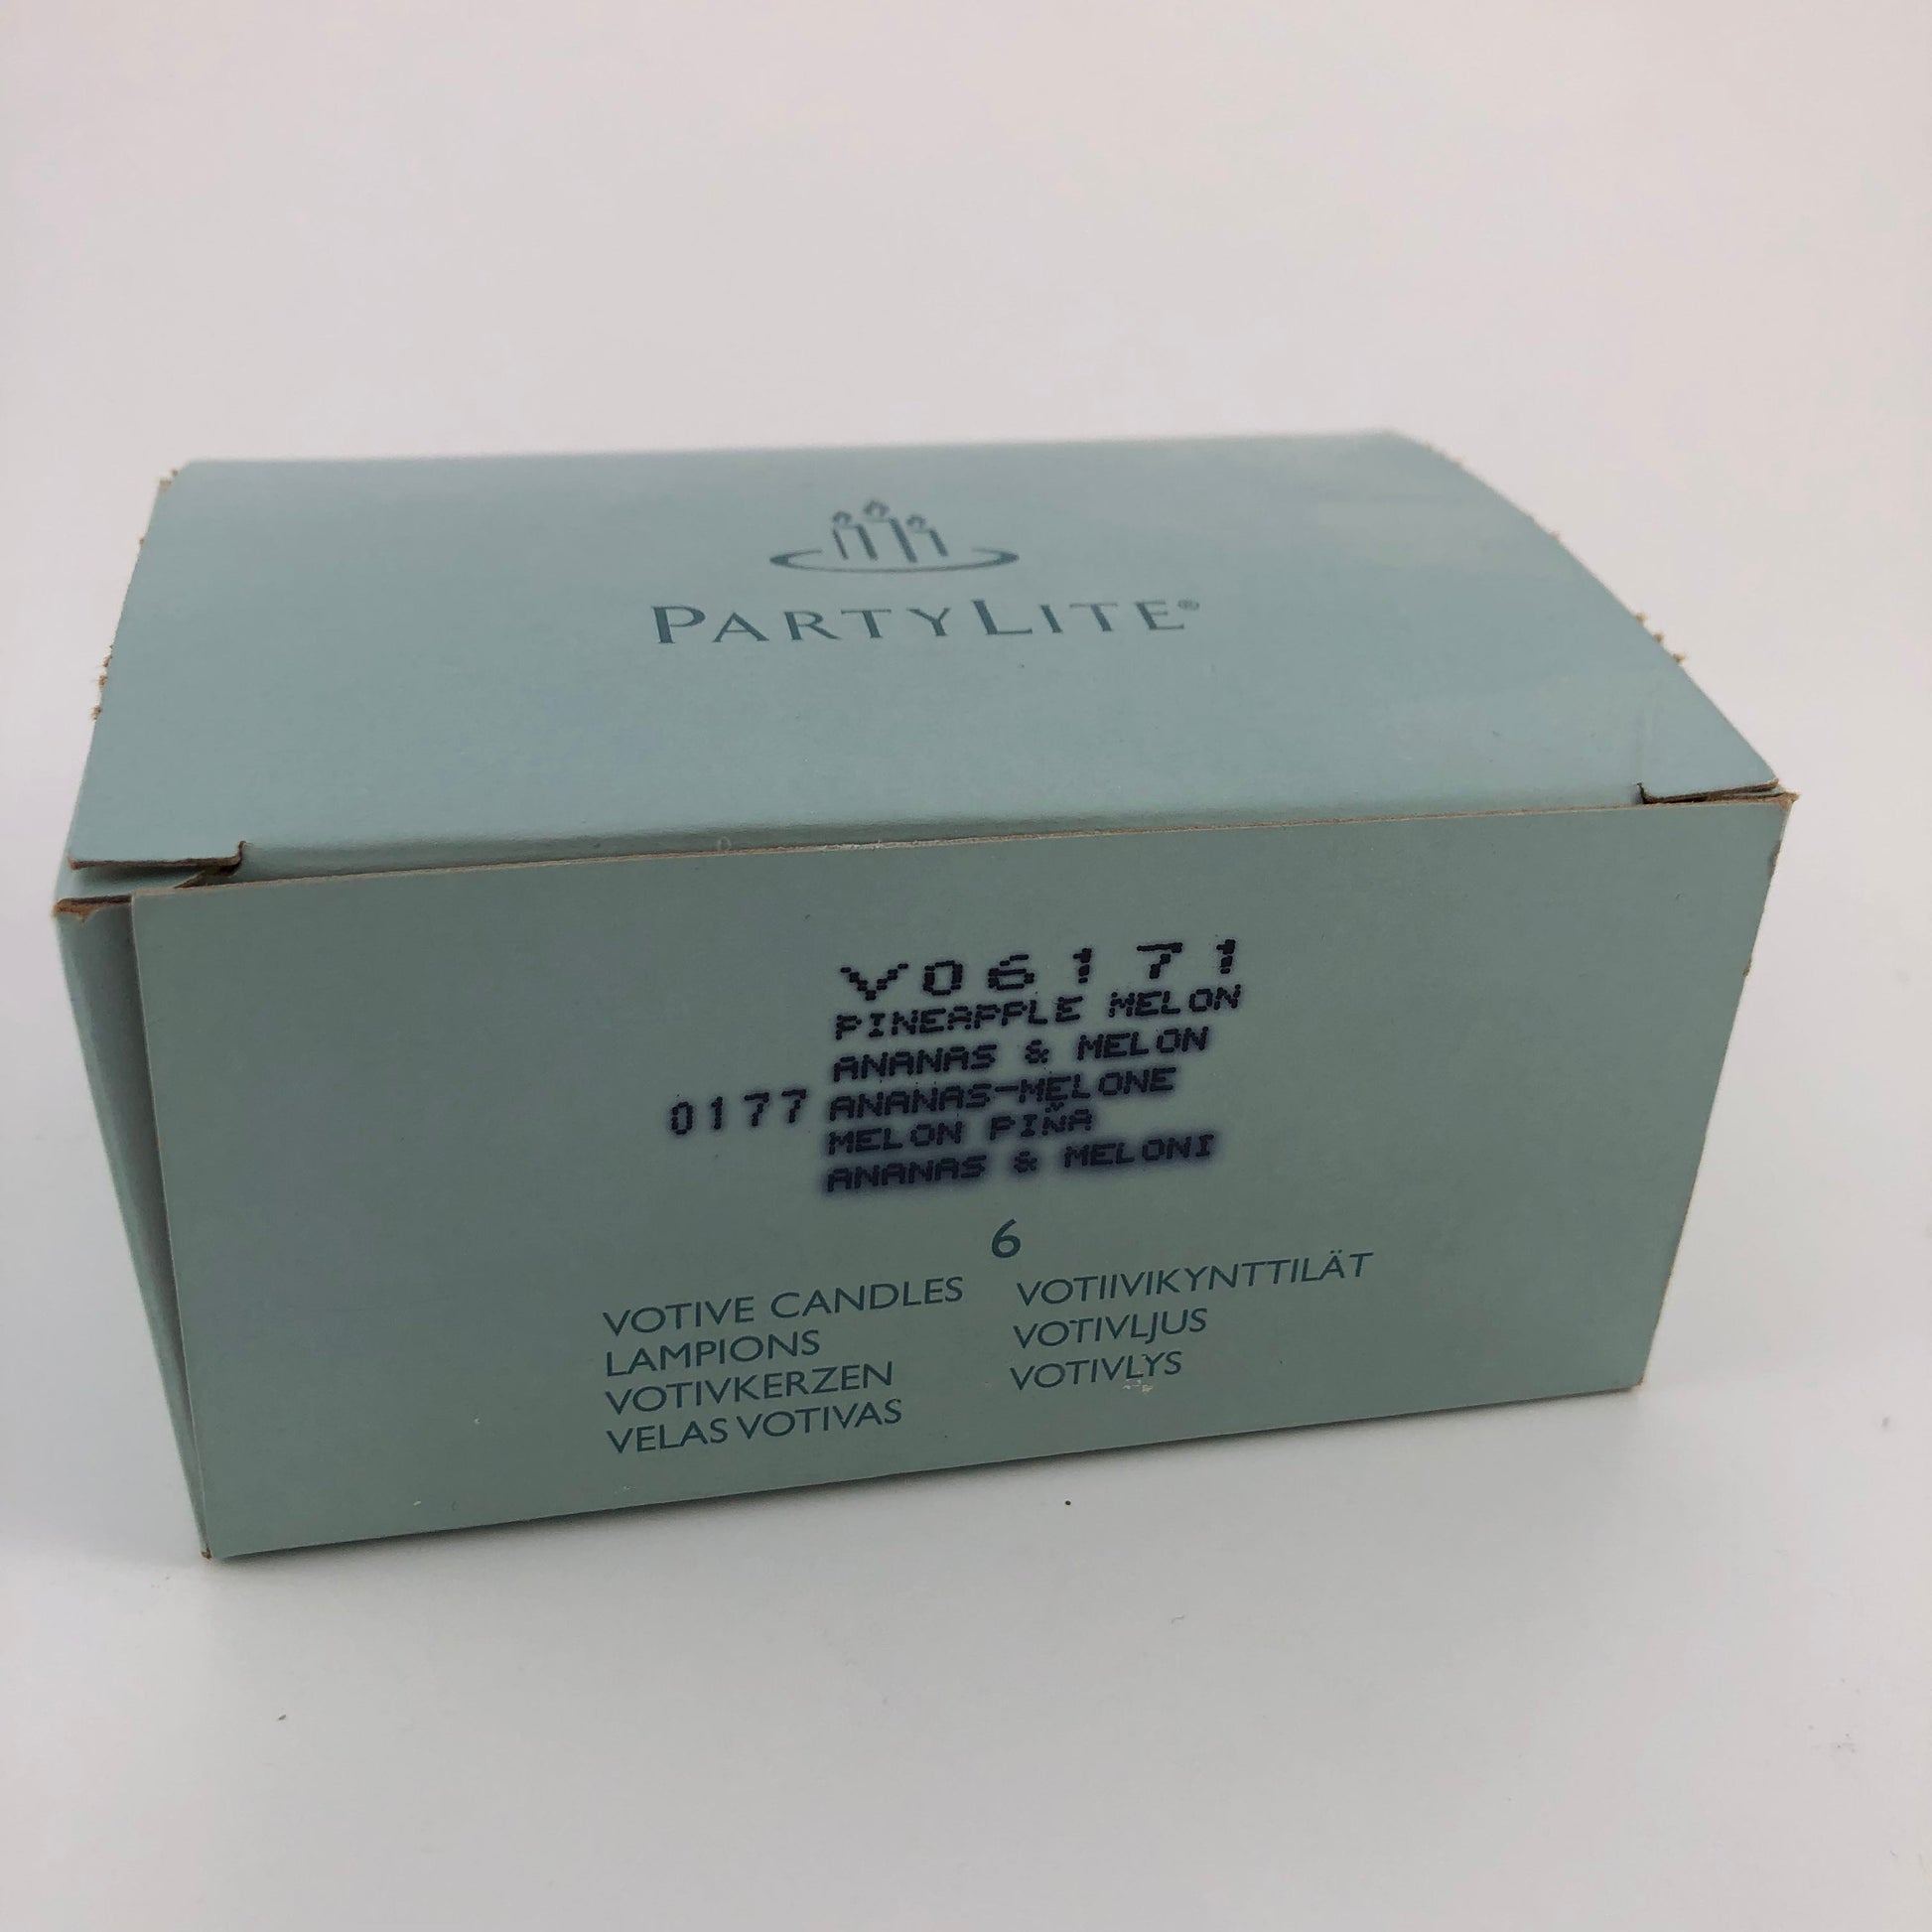 PARTYLITE®
V06171
PINEAPPLE MELON
ANANAS & MELON
0177 ANANAS-MELONE
MELON PIÑA
ANANAS & MELONI
6
VOTIVE CANDLES
LAMPIONS
VOTIVKERZEN
VELAS VOTIVAS
VOTIIVIKYNTTILÄT
VOTIVLJUS
VOTIVLYS